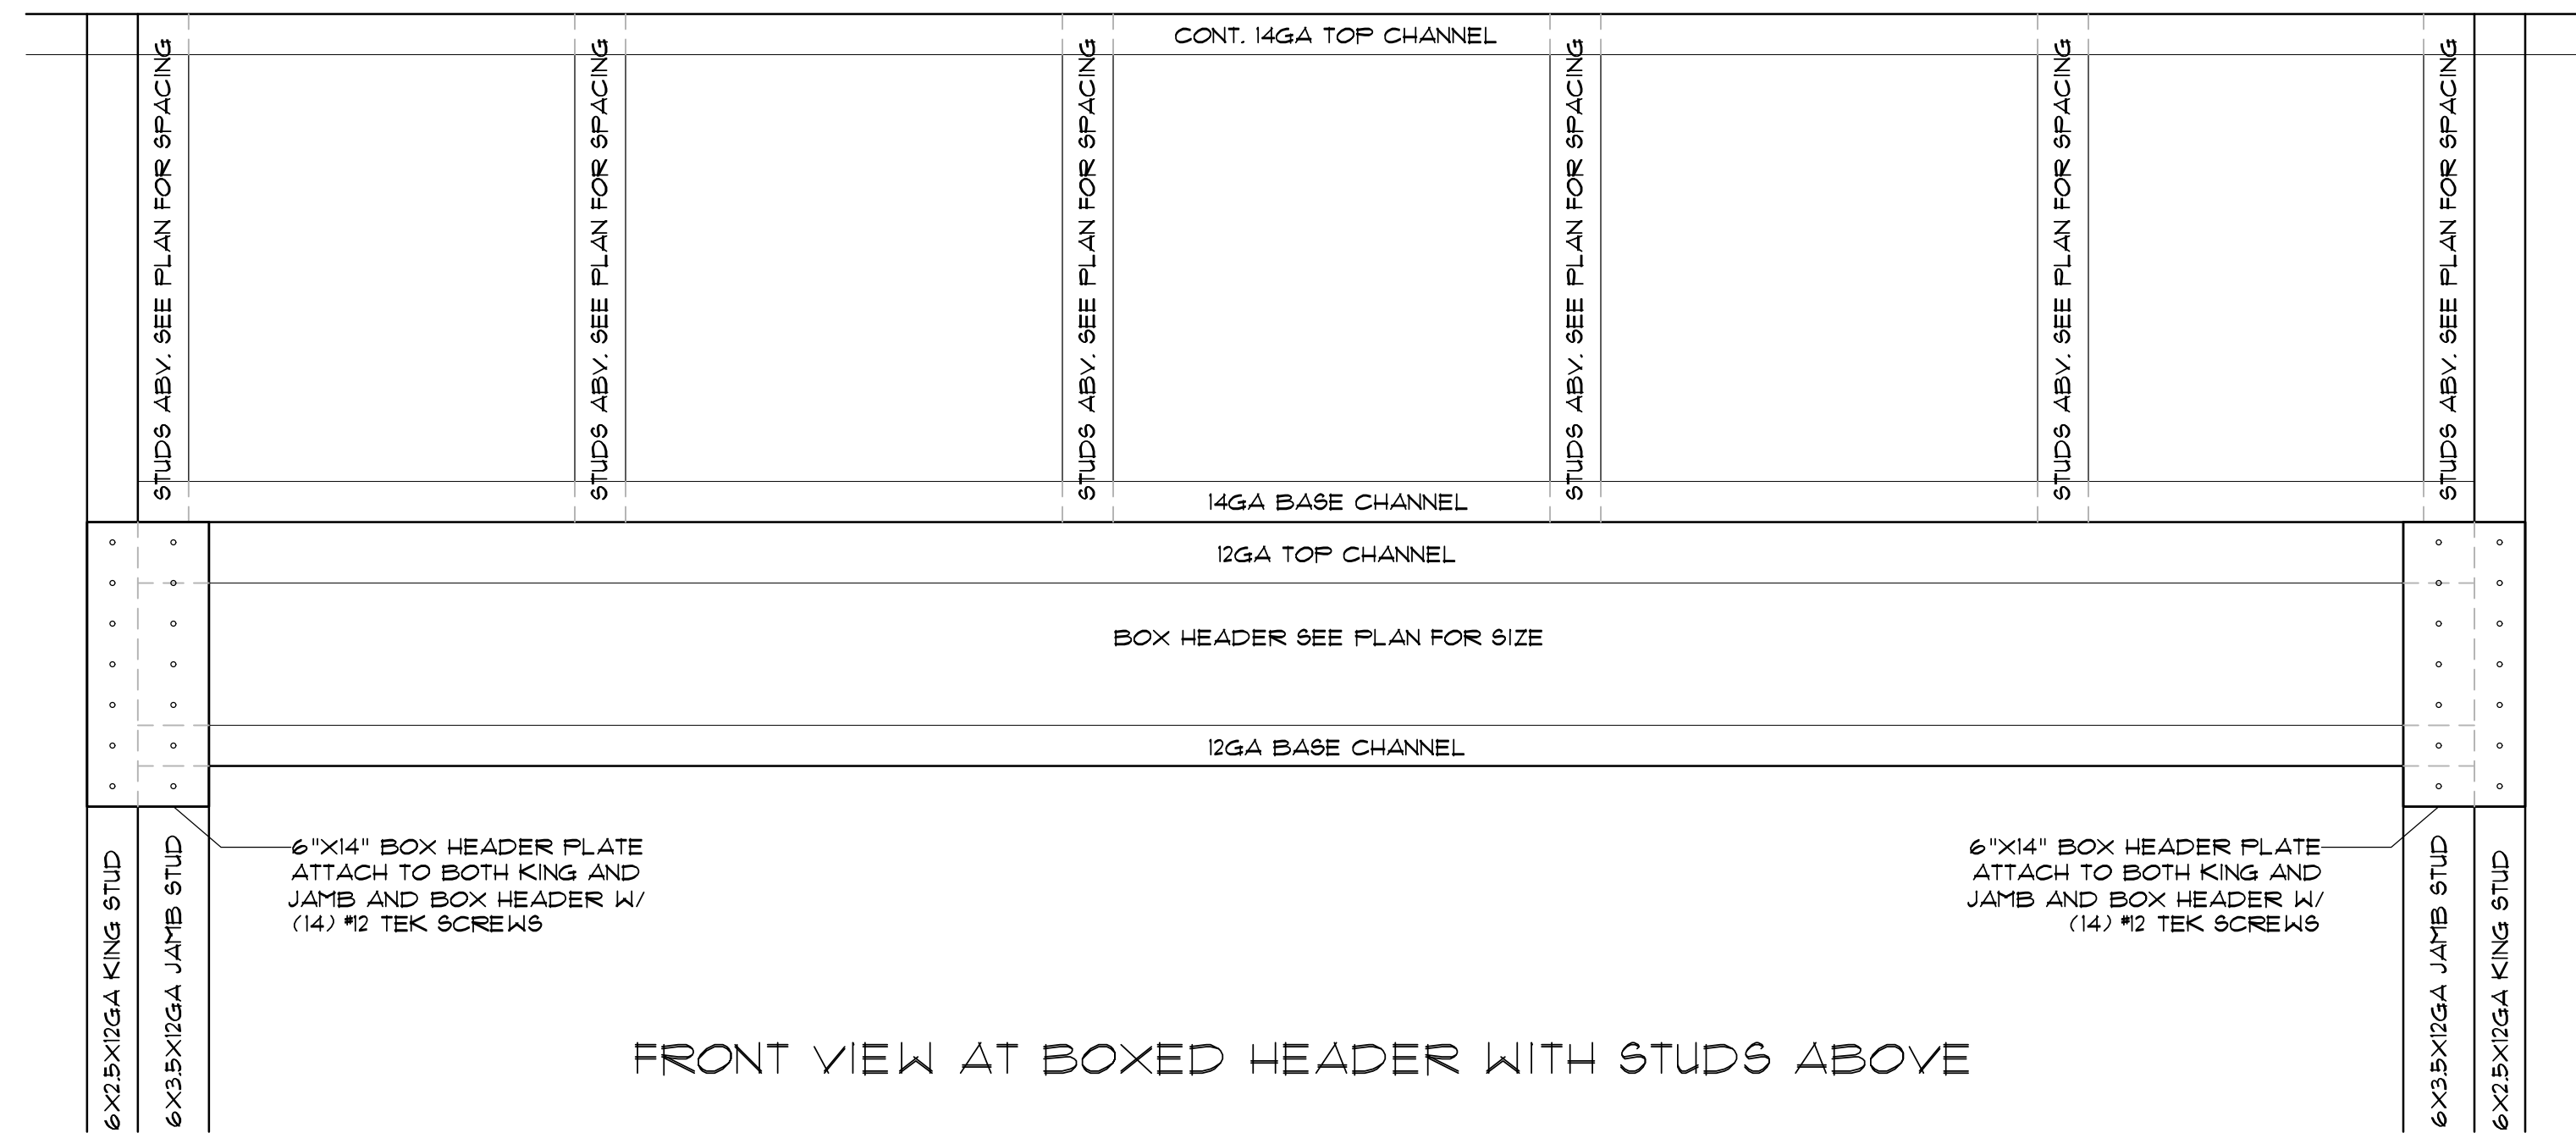 CONT. 14GA TOP CHANNEL
STUDS ABV. SEE PLAN FOR SPACING
STUDS ABV. SEE PLAN FOR SPACING
STUDS ABV. SEE PLAN FOR SPACING
STUDS ABV. SEE PLAN FOR SPACING
STUDS ABV. SEE PLAN FOR SPACING
STUDS ABV. SEE PLAN FOR SPACING
14GA BASE CHANNEL
12GA TOP CHANNEL
BOX HEADER SEE PLAN FOR SIZE
12GA BASE CHANNEL
6X2.5X12GA KING STUD
6X3.5X12GA JAMB STUD
6"X14" BOX HEADER PLATE
ATTACH TO BOTH KING AND
JAMB AND BOX HEADER W/
(14) #12 TEK SCREWS
6"X14" BOX HEADER PLATE
ATTACH TO BOTH KING AND
JAMB AND BOX HEADER W/
(14) #12 TEK SCREWS
6X3.5X12GA JAMB STUD
6X2.5X12GA KING STUD
FRONT VIEW AT BOXED HEADER WITH STUDS ABOVE